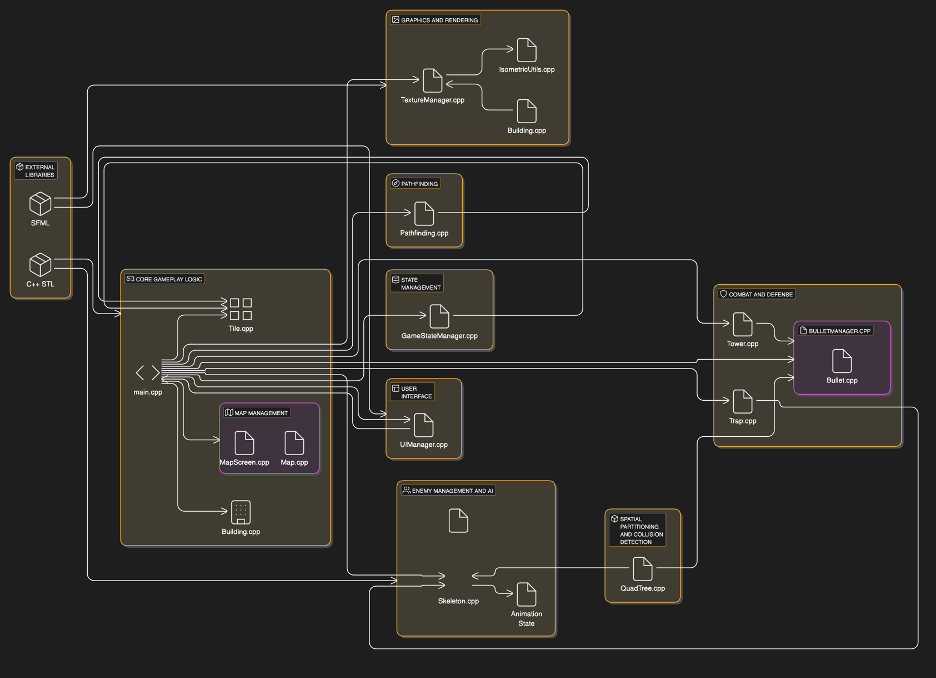 GRAPHICS AND RENDERING
IsometricUtils.cpp
TextureManager.cpp
Building.cpp
EXTERNAL
LIBRARIES
SFML
C++ STL
PATHFINDING
Pathfinding.cpp
CORE GAMEPLAY LOGIC
Tile.cpp
main.cpp
MAP MANAGEMENT
MapScreen.cpp
Map.cpp
Building.cpp
STATE
MANAGEMENT
GameStateManager.cpp
USER
INTERFACE
UIManager.cpp
COMBAT AND DEFENSE
Tower.cpp
BULLETMANAGER.CPP
Bullet.cpp
Trap.cpp
ENEMY MANAGEMENT AND AI
Skeleton.cpp
Animation
State
SPATIAL
PARTITIONING
AND COLLISION
DETECTION
QuadTree.cpp